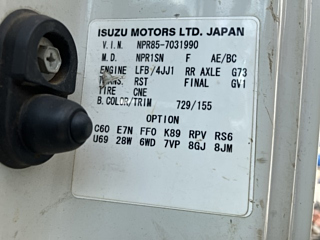 ISUZU MOTORS LTD. JAPAN
V.I.N. NPR85-7031990
M.D. NPR1SN F AE/BC
ENGINE LFB/4JJ1 RR AXLE G73
TRANS. RST FINAL GV1
TIRE CNE
B.COLOR/TRIM 729/155
OPTION
C60 E7N FF0 K89 RPV RS6
U69 28W 6WD 7VP 8GJ 8JM